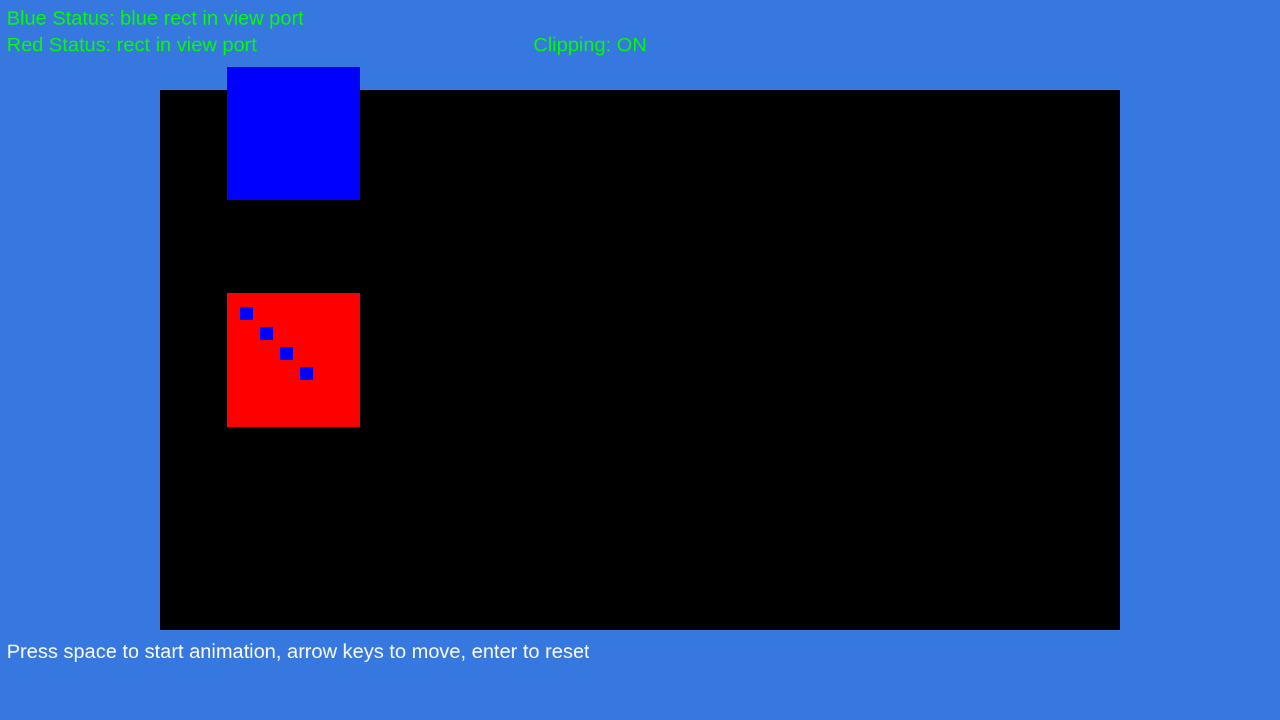 Blue Status: blue rect in view port
Red Status: rect in view port
Clipping: ON
Press space to start animation, arrow keys to move, enter to reset